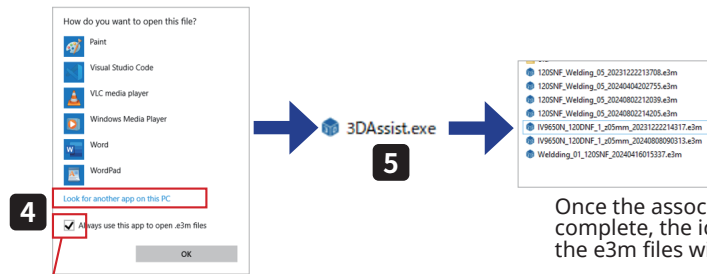 How do you want to open this file?
Paint
Visual Studio Code
VLC media player
Windows Media Player
Word
WordPad
Look for another app on this PC
4
Always use this app to open .e3m files
OK
3DAssist.exe
5
120SNF_Welding_05_20231222213708.e3m
120SNF_Welding_05_20240404202755.e3m
120SNF_Welding_05_20240802212039.e3m
120SNF_Welding_05_20240802214205.e3m
IV9650N_120DNF_1_z05mm_20231222214317.e3m
IV9650N_120DNF_1_z05mm_20240808090313.e3m
Weldding_01_120SNF_20240416015337.e3m
Once the assoc
complete, the ic
the e3m files wi